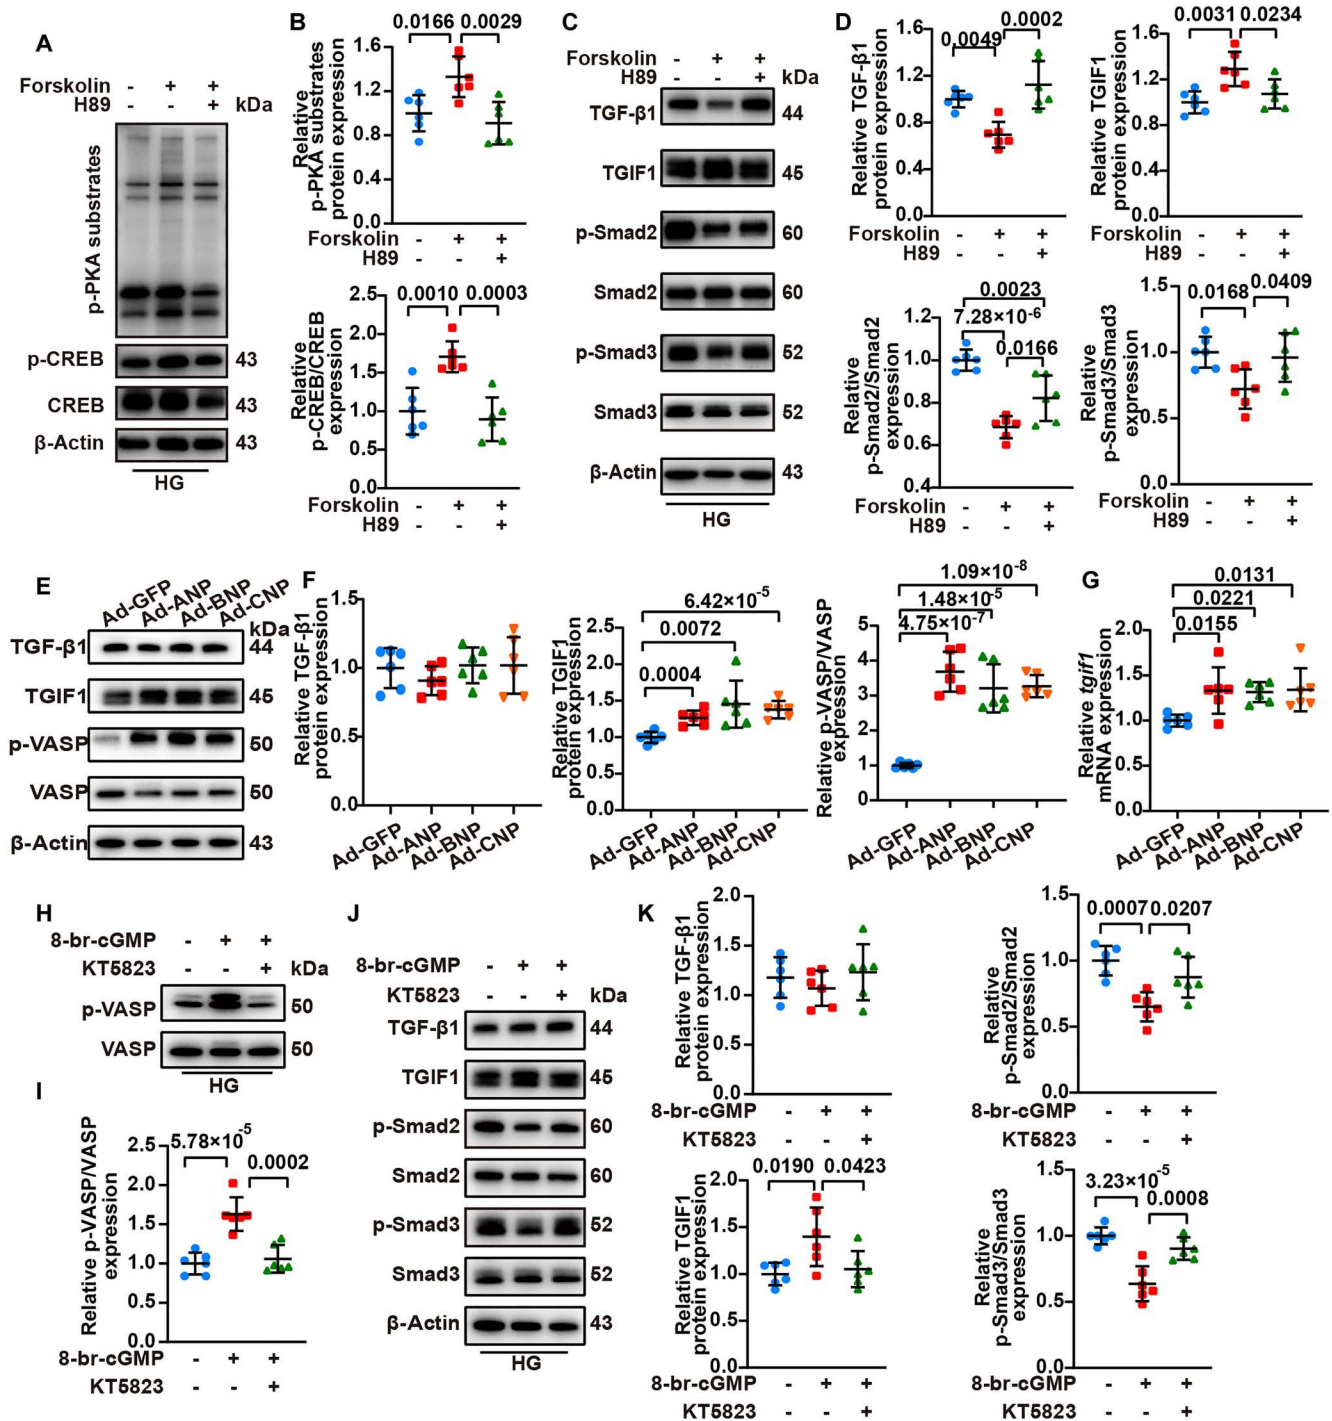 A
Forskolin - + +
H89 - - + kDa
p-PKA substrates
p-CREB 43
CREB 43
β-Actin 43
HG
B
0.0166 0.0029
Relative
p-PKA substrates
protein expression
1.6
1.2
0.8
0.4
0.0
Forskolin - + +
H89 - - +
0.0010 0.0003
Relative
p-CREB/CREB
expression
2.5
2.0
1.5
1.0
0.5
0.0
Forskolin - + +
H89 - - +
C
Forskolin - + +
H89 - - + kDa
TGF-β1 44
TGIF1 45
p-Smad2 60
Smad2 60
p-Smad3 52
Smad3 52
β-Actin 43
HG
D
0.0049 0.0002
Relative TGF-β1
protein expression
1.6
1.2
0.8
0.4
0.0
Forskolin - + +
H89 - - +
0.0031 0.0234
Relative TGIF1
protein expression
1.6
1.2
0.8
0.4
0.0
Forskolin - + +
H89 - - +
0.0023
7.28×10-6
0.0166
Relative
p-Smad2/Smad2
expression
1.2
1.0
0.8
0.6
0.4
Forskolin - + +
H89 - - +
0.0168 0.0409
Relative
p-Smad3/Smad3
expression
1.5
1.0
0.5
0.0
Forskolin - + +
H89 - - +
E
Ad-GFP Ad-ANP Ad-BNP Ad-CNP
kDa
TGF-β1 44
TGIF1 45
p-VASP 50
VASP 50
β-Actin 43
F
Relative TGF-β1
protein expression
1.5
1.0
0.5
0.0
Ad-GFP Ad-ANP Ad-BNP Ad-CNP
6.42×10-5
0.0072
0.0004
Relative TGIF1
protein expression
2.5
2.0
1.5
1.0
0.5
0.0
Ad-GFP Ad-ANP Ad-BNP Ad-CNP
1.09×10-8
1.48×10-5
4.75×10-7
Relative p-VASP/VASP
expression
5
4
3
2
1
0
Ad-GFP Ad-ANP Ad-BNP Ad-CNP
G
0.0131
0.0221
0.0155
Relative tgif1
mRNA expression
2.0
1.5
1.0
0.5
0.0
Ad-GFP Ad-ANP Ad-BNP Ad-CNP
H
8-br-cGMP - + +
KT5823 - - + kDa
p-VASP 50
VASP 50
HG
I
5.78×10-5
0.0002
Relative p-VASP/VASP
expression
2.5
2.0
1.5
1.0
0.5
0.0
8-br-cGMP - + +
KT5823 - - +
J
8-br-cGMP - + +
KT5823 - - + kDa
TGF-β1 44
TGIF1 45
p-Smad2 60
Smad2 60
p-Smad3 52
Smad3 52
β-Actin 43
HG
K
Relative TGF-β1
protein expression
2.0
1.5
1.0
0.5
0.0
8-br-cGMP - + +
KT5823 - - +
0.0007 0.0207
Relative
p-Smad2/Smad2
expression
1.5
1.0
0.5
0.0
8-br-cGMP - + +
KT5823 - - +
0.0190 0.0423
Relative TGIF1
protein expression
2.0
1.5
1.0
0.5
0.0
8-br-cGMP - + +
KT5823 - - +
3.23×10-5
0.0008
Relative
p-Smad3/Smad3
expression
1.5
1.0
0.5
0.0
8-br-cGMP - + +
KT5823 - - +